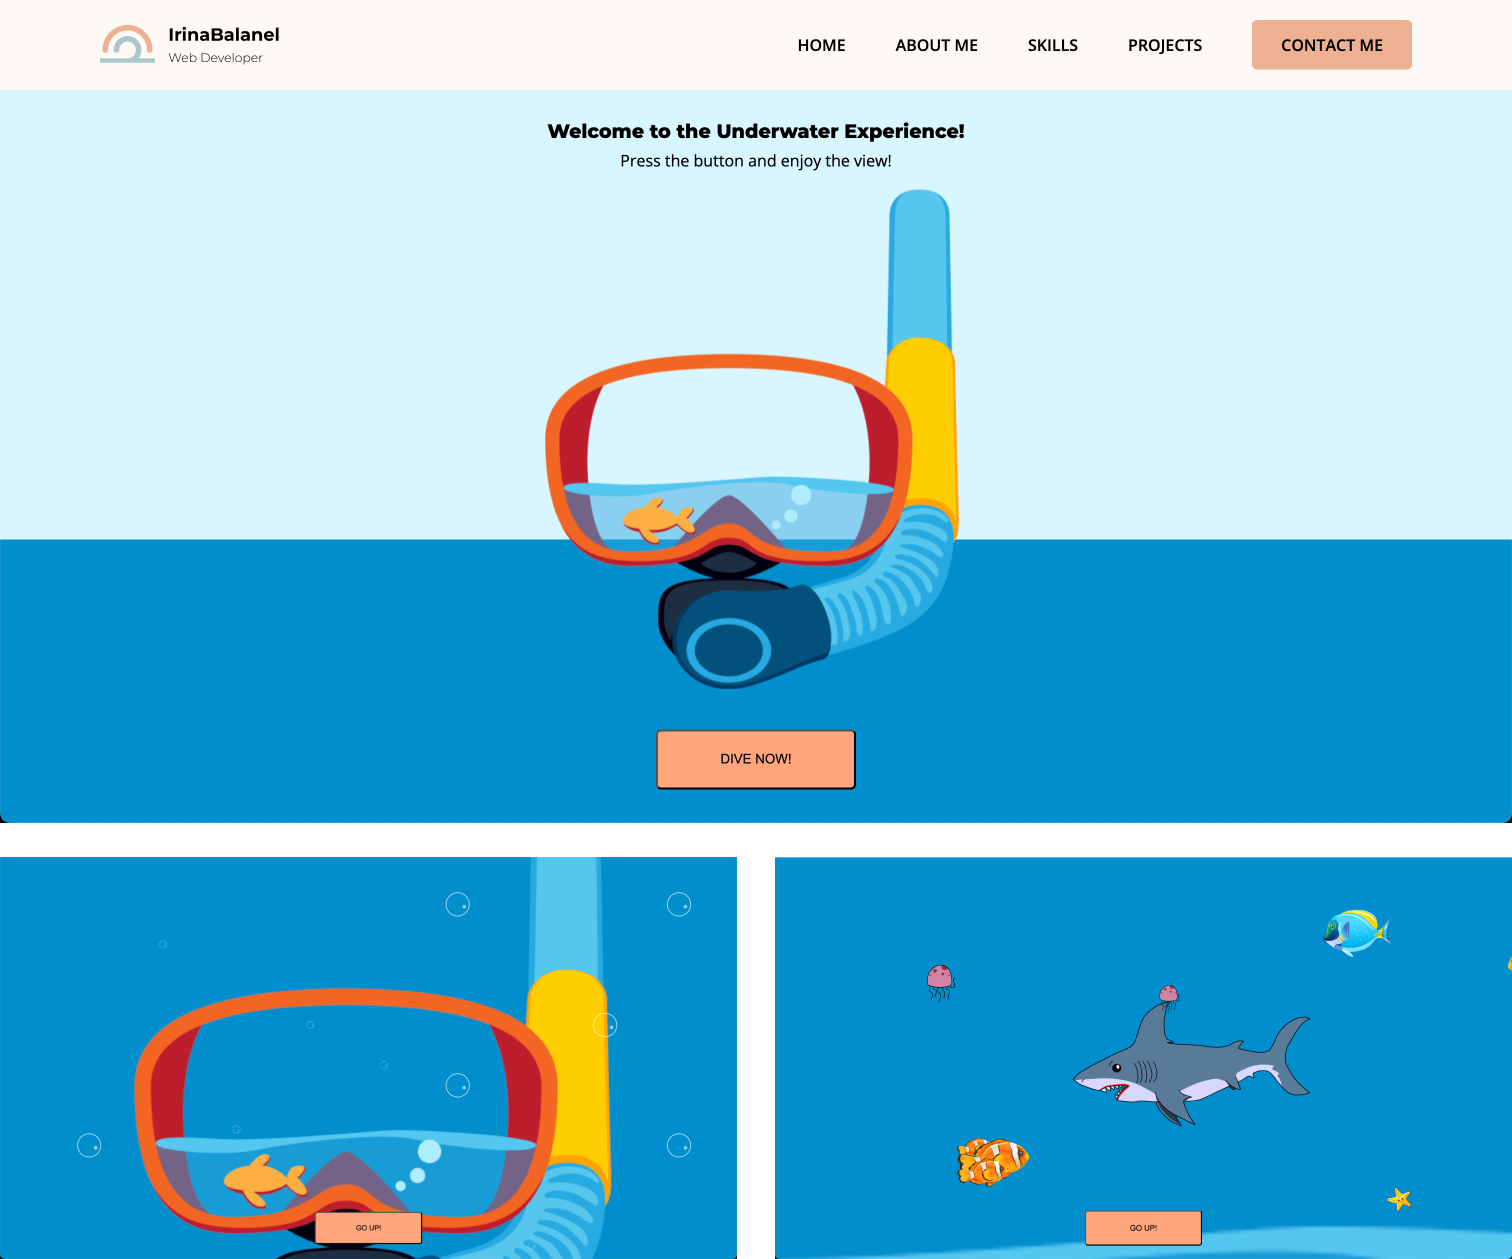 IrinaBalanel
Web Developer
HOME
ABOUT ME
SKILLS
PROJECTS
CONTACT ME
Welcome to the Underwater Experience!
Press the button and enjoy the view!
DIVE NOW!
GO UP!
GO UP!